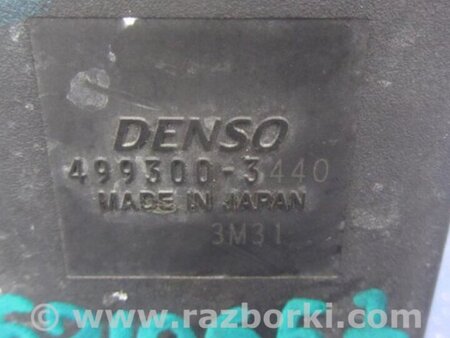 DENSO
499300-3440
MADE IN JAPAN
3M31
© www.razborki.com